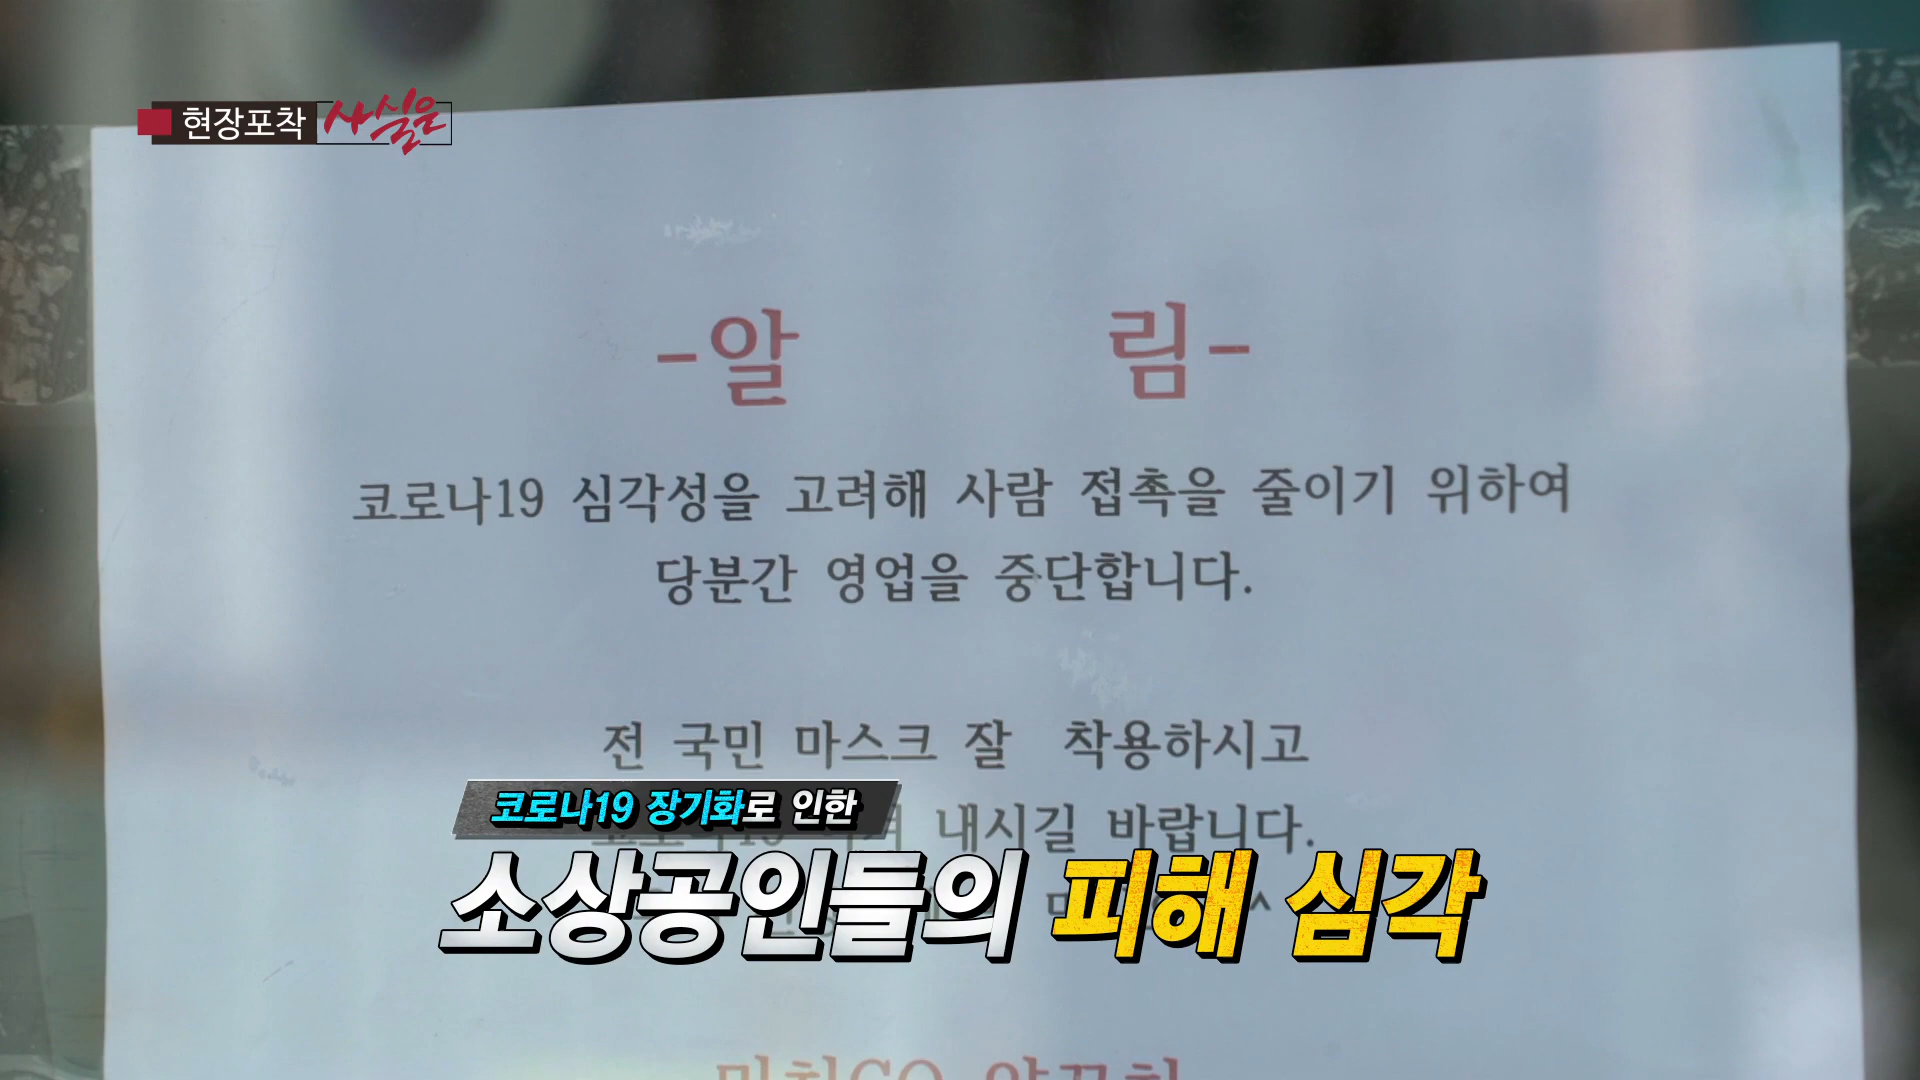 현장포착 사실은
-알 림-
코로나19 심각성을 고려해 사람 접촉을 줄이기 위하여
당분간 영업을 중단합니다.
전 국민 마스크 잘 착용하시고
내시길 바랍니다.
코로나19 장기화로 인한
소상공인들의 피해 심각